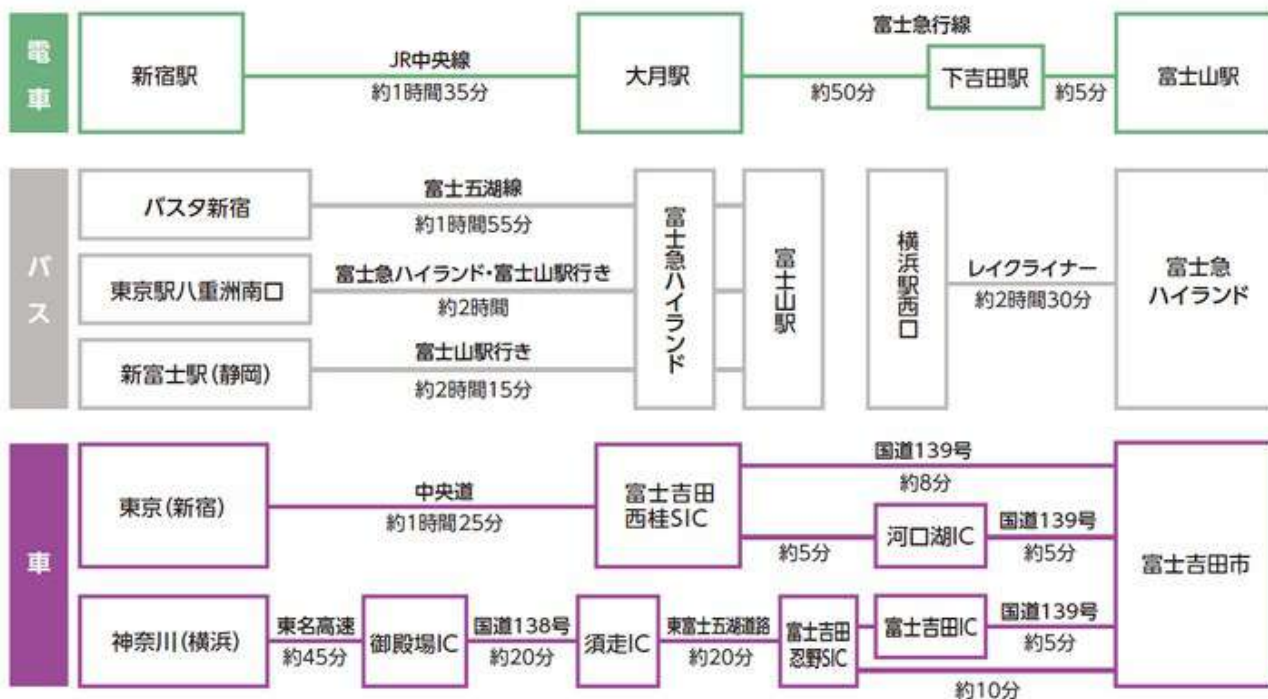 電車
新宿駅
JR中央線
約1時間35分
大月駅
富士急行線
約50分
下吉田駅
約5分
富士山駅
バス
バスタ新宿
富士五湖線
約1時間55分
東京駅八重洲南口
富士急ハイランド・富士山駅行き
約2時間
新富士駅(静岡)
富士山駅行き
約2時間15分
富士急ハイランド
富士山駅
横浜駅西口
レイクライナー
約2時間30分
富士急
ハイランド
車
東京(新宿)
中央道
約1時間25分
富士吉田
西桂SIC
国道139号
約8分
約5分
河口湖IC
国道139号
約5分
富士吉田市
神奈川(横浜)
東名高速
約45分
御殿場IC
国道138号
約20分
須走IC
東富士五湖道路
約20分
富士吉田
忍野SIC
富士吉田IC
国道139号
約5分
約10分